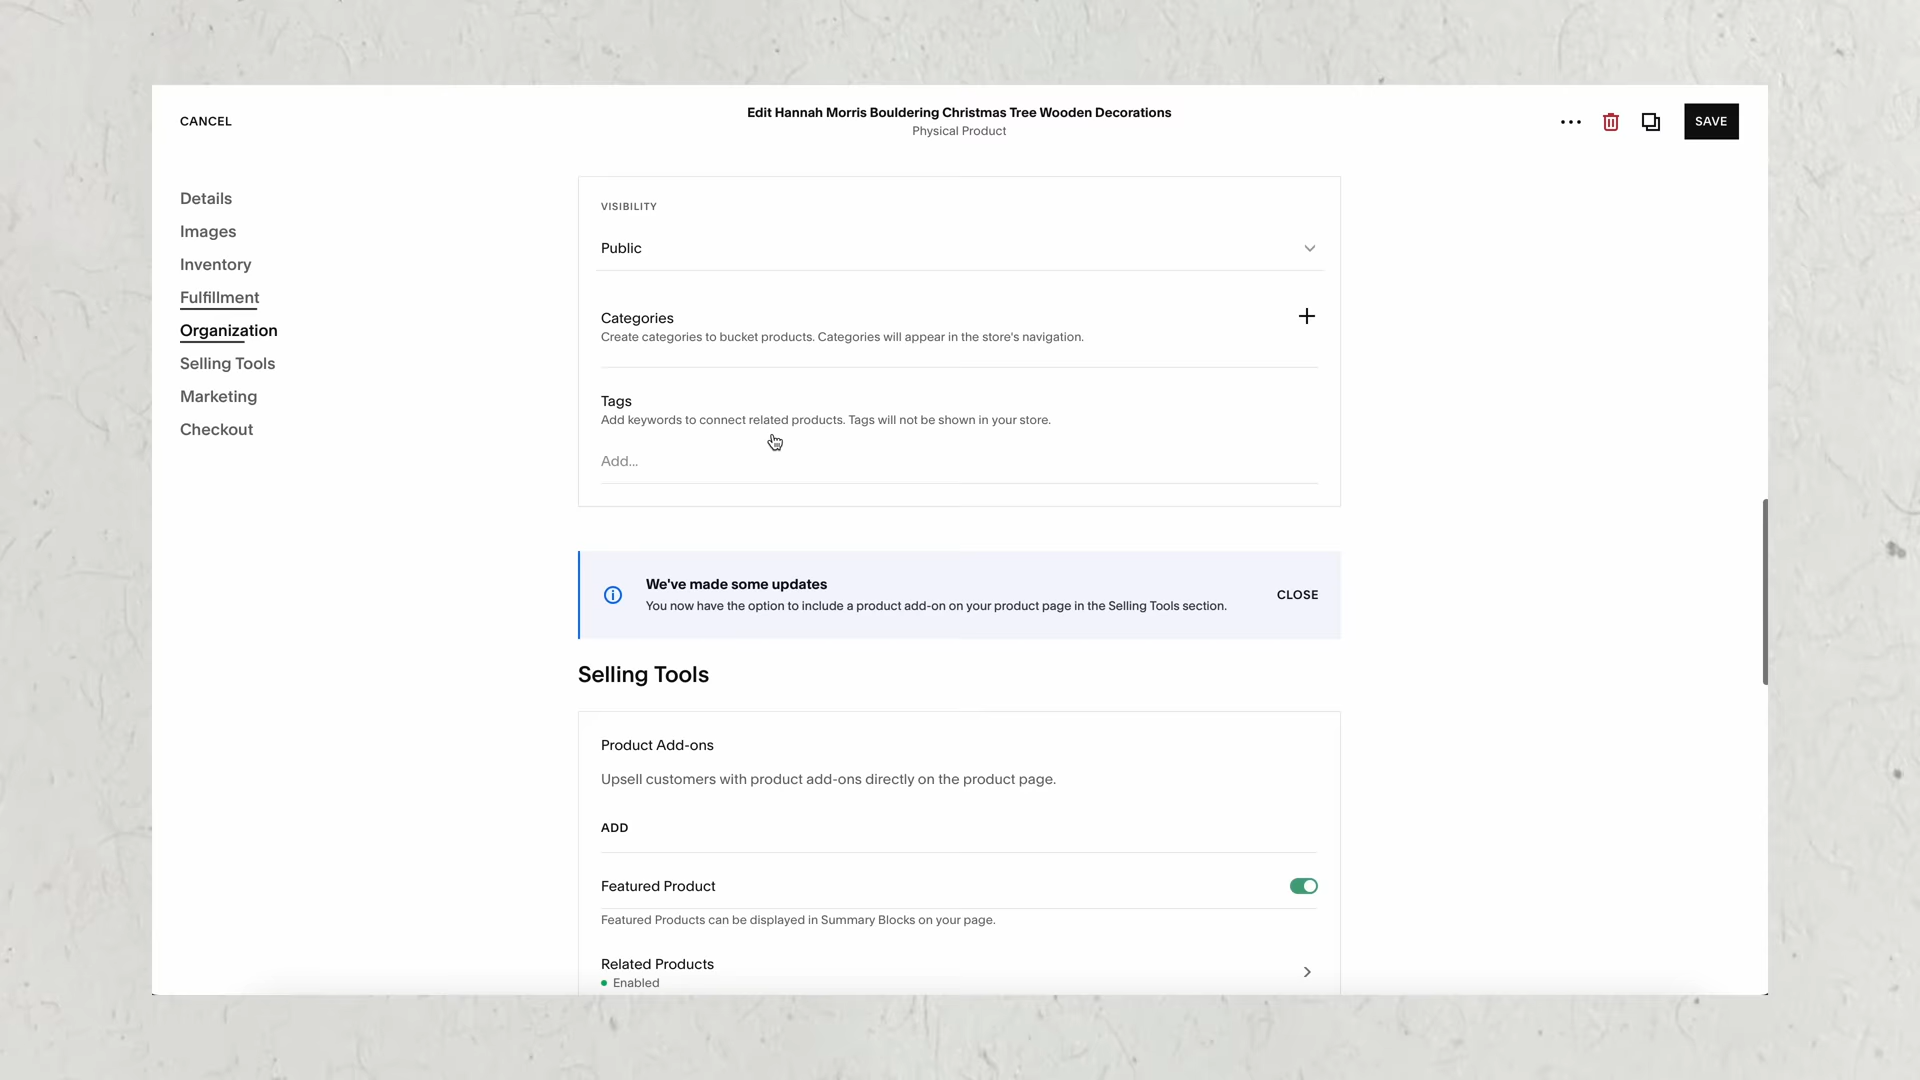 CANCEL
Edit Hannah Morris Bouldering Christmas Tree Wooden Decorations
Physical Product
SAVE
Details
Images
Inventory
Fulfillment
Organization
Selling Tools
Marketing
Checkout
VISIBILITY
Public
Categories
Create categories to bucket products. Categories will appear in the store's navigation.
Tags
Add keywords to connect related products. Tags will not be shown in your store.
Add...
We've made some updates
You now have the option to include a product add-on on your product page in the Selling Tools section.
CLOSE
Selling Tools
Product Add-ons
Upsell customers with product add-ons directly on the product page.
ADD
Featured Product
Featured Products can be displayed in Summary Blocks on your page.
Related Products
Enabled